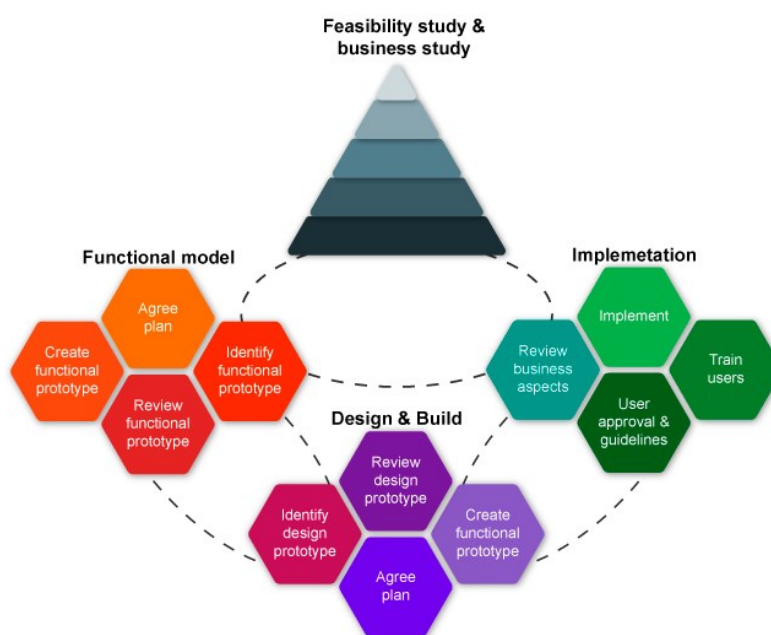 Feasibility study &
business study
Functional model
Agree
plan
Create
functional
prototype
Identify
functional
prototype
Review
functional
prototype
Implemetation
Implement
Review
business
aspects
Train
users
User
approval &
guidelines
Design & Build
Review
design
prototype
Identify
design
prototype
Create
functional
prototype
Agree
plan